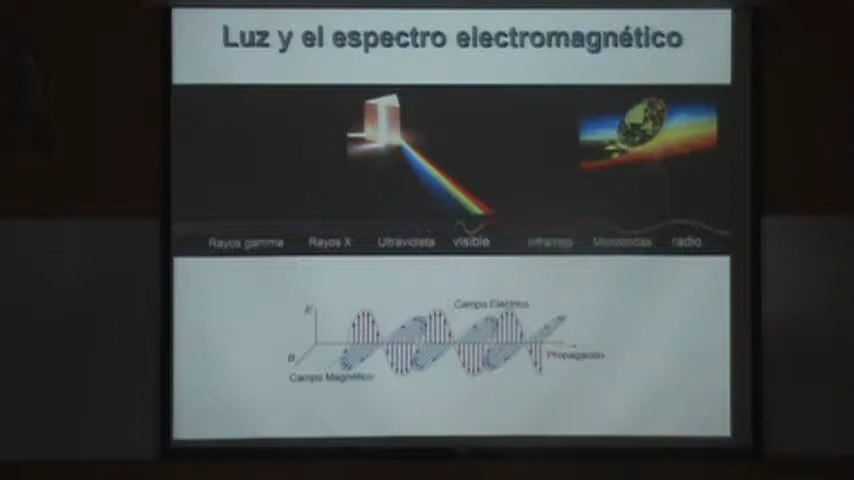 Luz y el espectro electromagnético
Rayos gamma Rayos X Ultravioleta visible Infrarrojo Microondas radio
Campo Eléctrico
E
B
Propagación
Campo Magnético